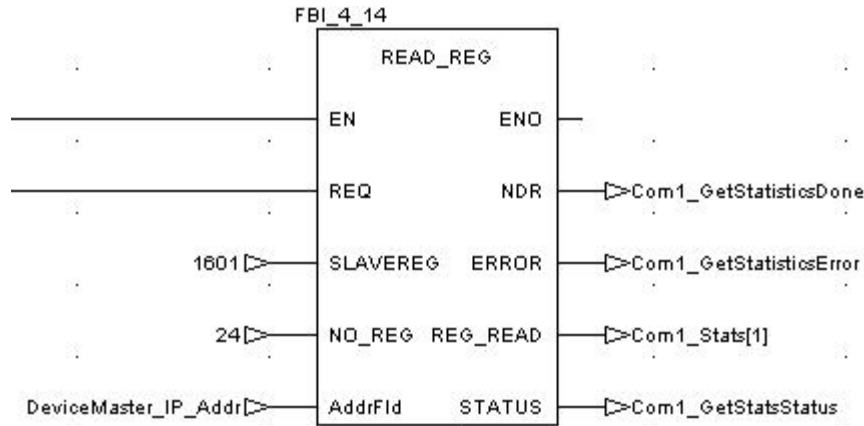 FBI_4_14
READ_REG
EN ENO
REQ NDR Com1_GetStatisticsDone
1601 SLAVEREG ERROR Com1_GetStatisticsError
24 NO_REG REG_READ Com1_Stats[1]
DeviceMaster_IP_Addr AddrFld STATUS Com1_GetStatsStatus